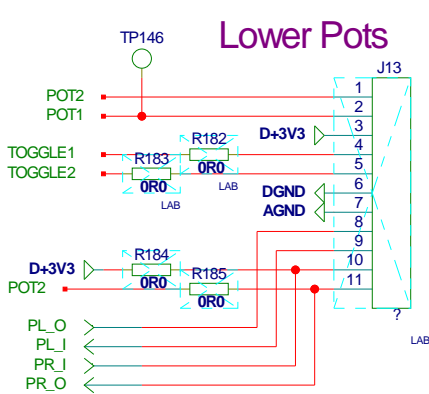 Lower Pots
TP146
J13
POT2
1
POT1
2
D+3V3
3
TOGGLE1
R182
4
TOGGLE2
R183
0R0
5
0R0
LAB
LAB
DGND
6
AGND
7
8
9
D+3V3
R184
10
POT2
0R0
R185
11
0R0
?
LAB
PL_O
PL_I
PR_I
PR_O